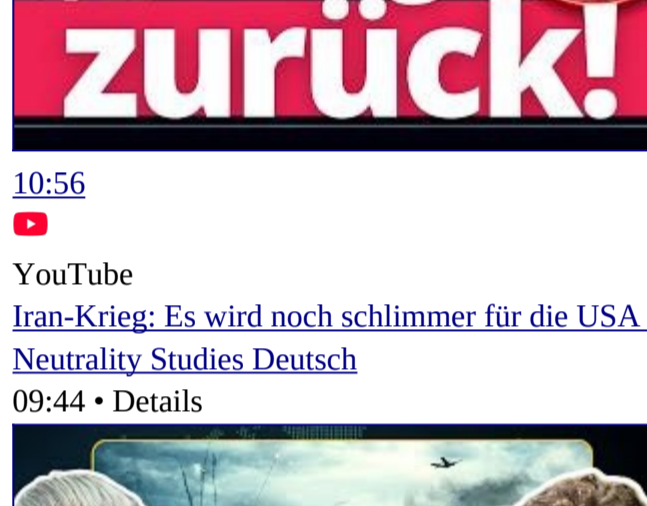 zurück!
10:56
YouTube
Iran-Krieg: Es wird noch schlimmer für die USA
Neutrality Studies Deutsch
09:44 • Details